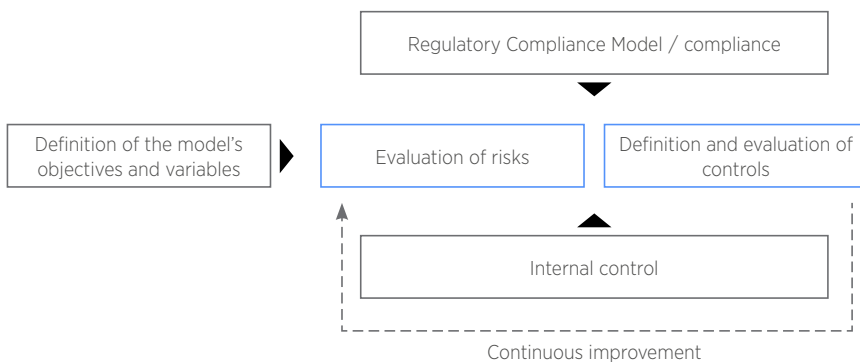 Regulatory Compliance Model / compliance
Definition of the model's
objectives and variables
Evaluation of risks
Definition and evaluation of
controls
Internal control
Continuous improvement